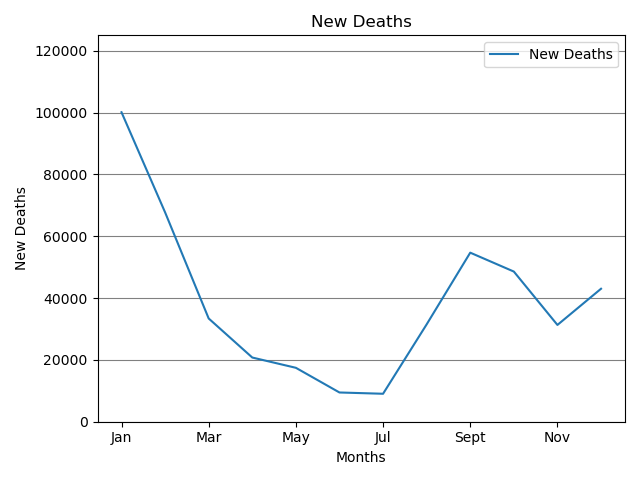 New Deaths
120000
New Deaths
100000
80000
60000
40000
20000
0
New Deaths
Jan Mar May Jul Sept Nov
Months